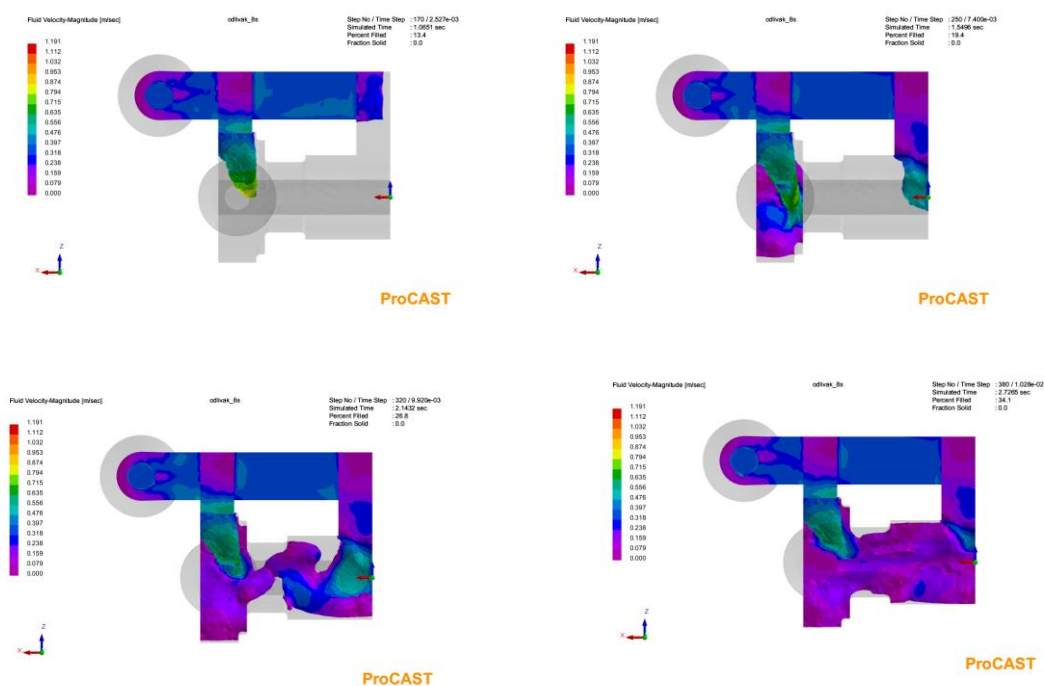 Fluid Velocity-Magnitude [m/sec]
odlivak_8s
Step No / Time Step : 170 / 2.527e-03
Simulated Time : 1.0651 sec
Percent Filled : 13.4
Fraction Solid : 0.0
1.191
1.112
1.032
0.953
0.874
0.794
0.715
0.635
0.556
0.476
0.397
0.318
0.238
0.159
0.079
0.000
Z
X
ProCAST
Fluid Velocity-Magnitude [m/sec]
odlivak_8s
Step No / Time Step : 250 / 7.400e-03
Simulated Time : 1.5496 sec
Percent Filled : 19.4
Fraction Solid : 0.0
1.191
1.112
1.032
0.953
0.874
0.794
0.715
0.635
0.556
0.476
0.397
0.318
0.238
0.159
0.079
0.000
Z
X
ProCAST
Fluid Velocity-Magnitude [m/sec]
odlivak_8s
Step No / Time Step : 320 / 9.920e-03
Simulated Time : 2.1432 sec
Percent Filled : 26.8
Fraction Solid : 0.0
1.191
1.112
1.032
0.953
0.874
0.794
0.715
0.635
0.556
0.476
0.397
0.318
0.238
0.159
0.079
0.000
Z
X
ProCAST
Fluid Velocity-Magnitude [m/sec]
odlivak_8s
Step No / Time Step : 380 / 1.028e-02
Simulated Time : 2.7265 sec
Percent Filled : 34.1
Fraction Solid : 0.0
1.191
1.112
1.032
0.953
0.874
0.794
0.715
0.635
0.556
0.476
0.397
0.318
0.238
0.159
0.079
0.000
Z
X
ProCAST